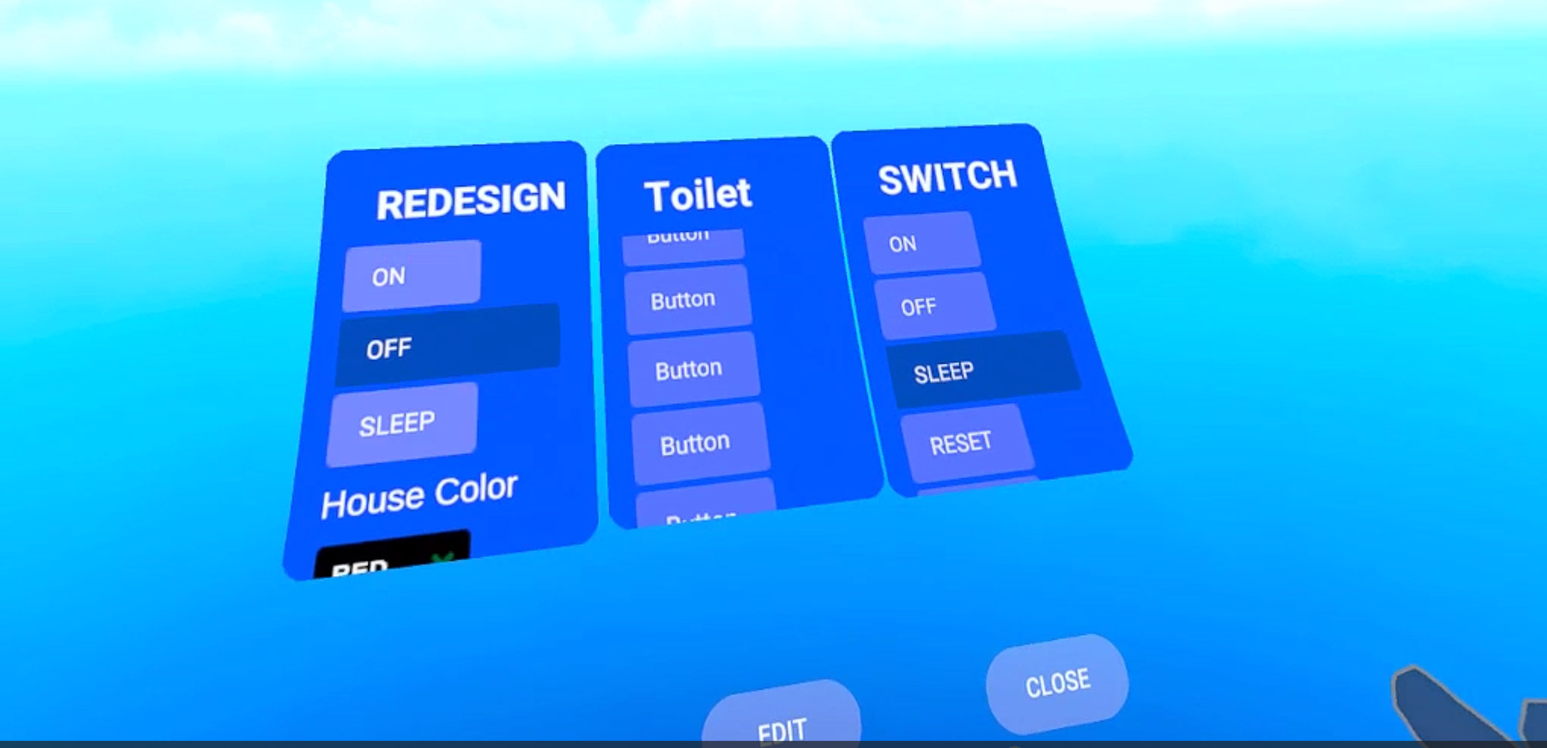 REDESIGN
ON
OFF
SLEEP
House Color
RED
Toilet
Button
Button
Button
Button
Button
SWITCH
ON
OFF
SLEEP
RESET
EDIT
CLOSE